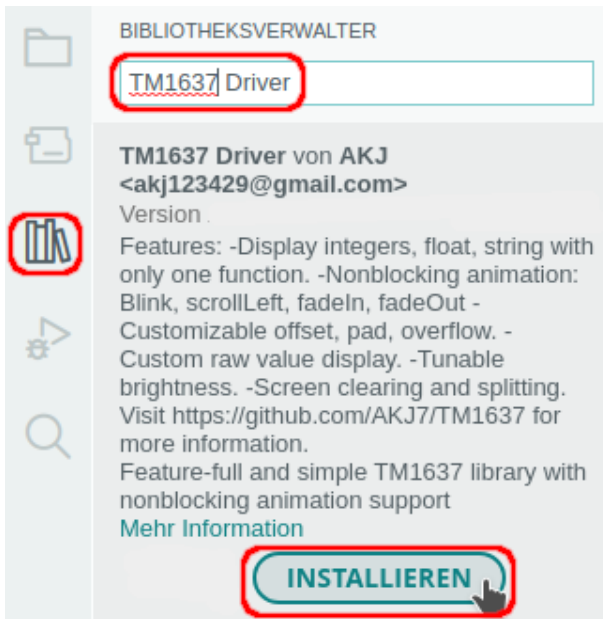 BIBLIOTHEKSVERWALTER
TM1637 Driver
TM1637 Driver von AKJ
<akj123429@gmail.com>
Version
Features: -Display integers, float, string with
only one function. -Nonblocking animation:
Blink, scrollLeft, fadeIn, fadeOut -
Customizable offset, pad, overflow. -
Custom raw value display. -Tunable
brightness. -Screen clearing and splitting.
Visit https://github.com/AKJ7/TM1637 for
more information.
Feature-full and simple TM1637 library with
nonblocking animation support
Mehr Information
INSTALLIEREN